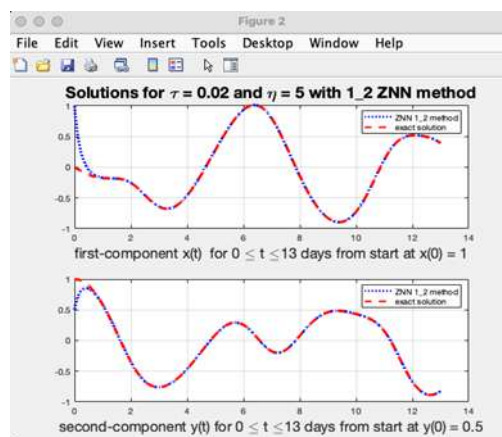 Figure 2
File Edit View Insert Tools Desktop Window Help
Solutions for τ = 0.02 and η = 5 with 1_2 ZNN method
1
0.5
0
-0.5
-1
0 2 4 6 8 10 12 14
ZNN 1_2 method
exact solution
first-component x(t) for 0 ≤ t ≤13 days from start at x(0) = 1
1
0.5
0
-0.5
-1
0 2 4 6 8 10 12 14
ZNN 1_2 method
exact solution
second-component y(t) for 0 ≤ t ≤13 days from start at y(0) = 0.5